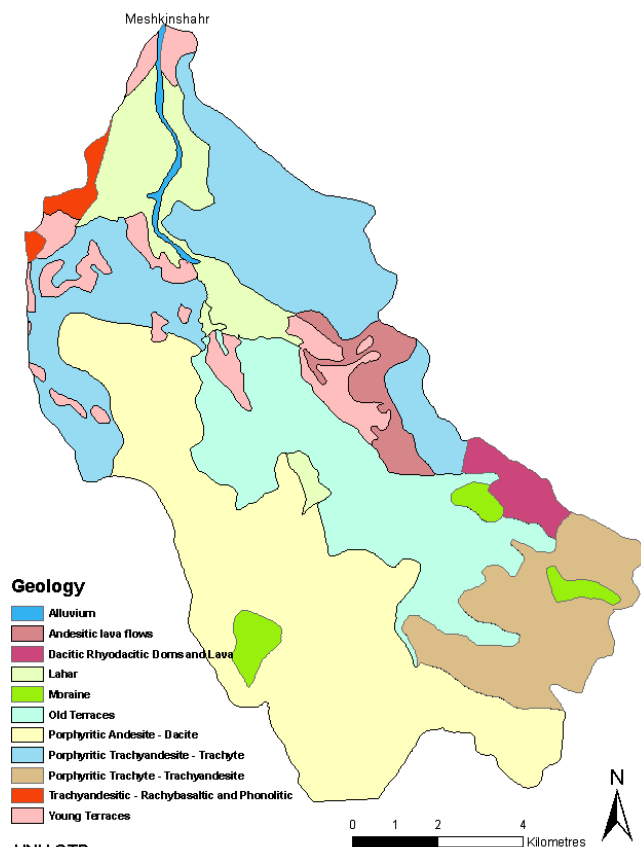 Meshkinshahr
Geology
Alluvium
Andesitic lava flows
Dacitic Rhyodacitic Doms and Lava
Lahar
Moraine
Old Terraces
Porphyritic Andesite - Dacite
Porphyritic Trachyandesite - Trachyte
Porphyritic Trachyte - Trachyandesite
Trachyandesitic - Rachybasaltic and Phonolitic
Young Terraces
N
0 1 2 4
Kilometres